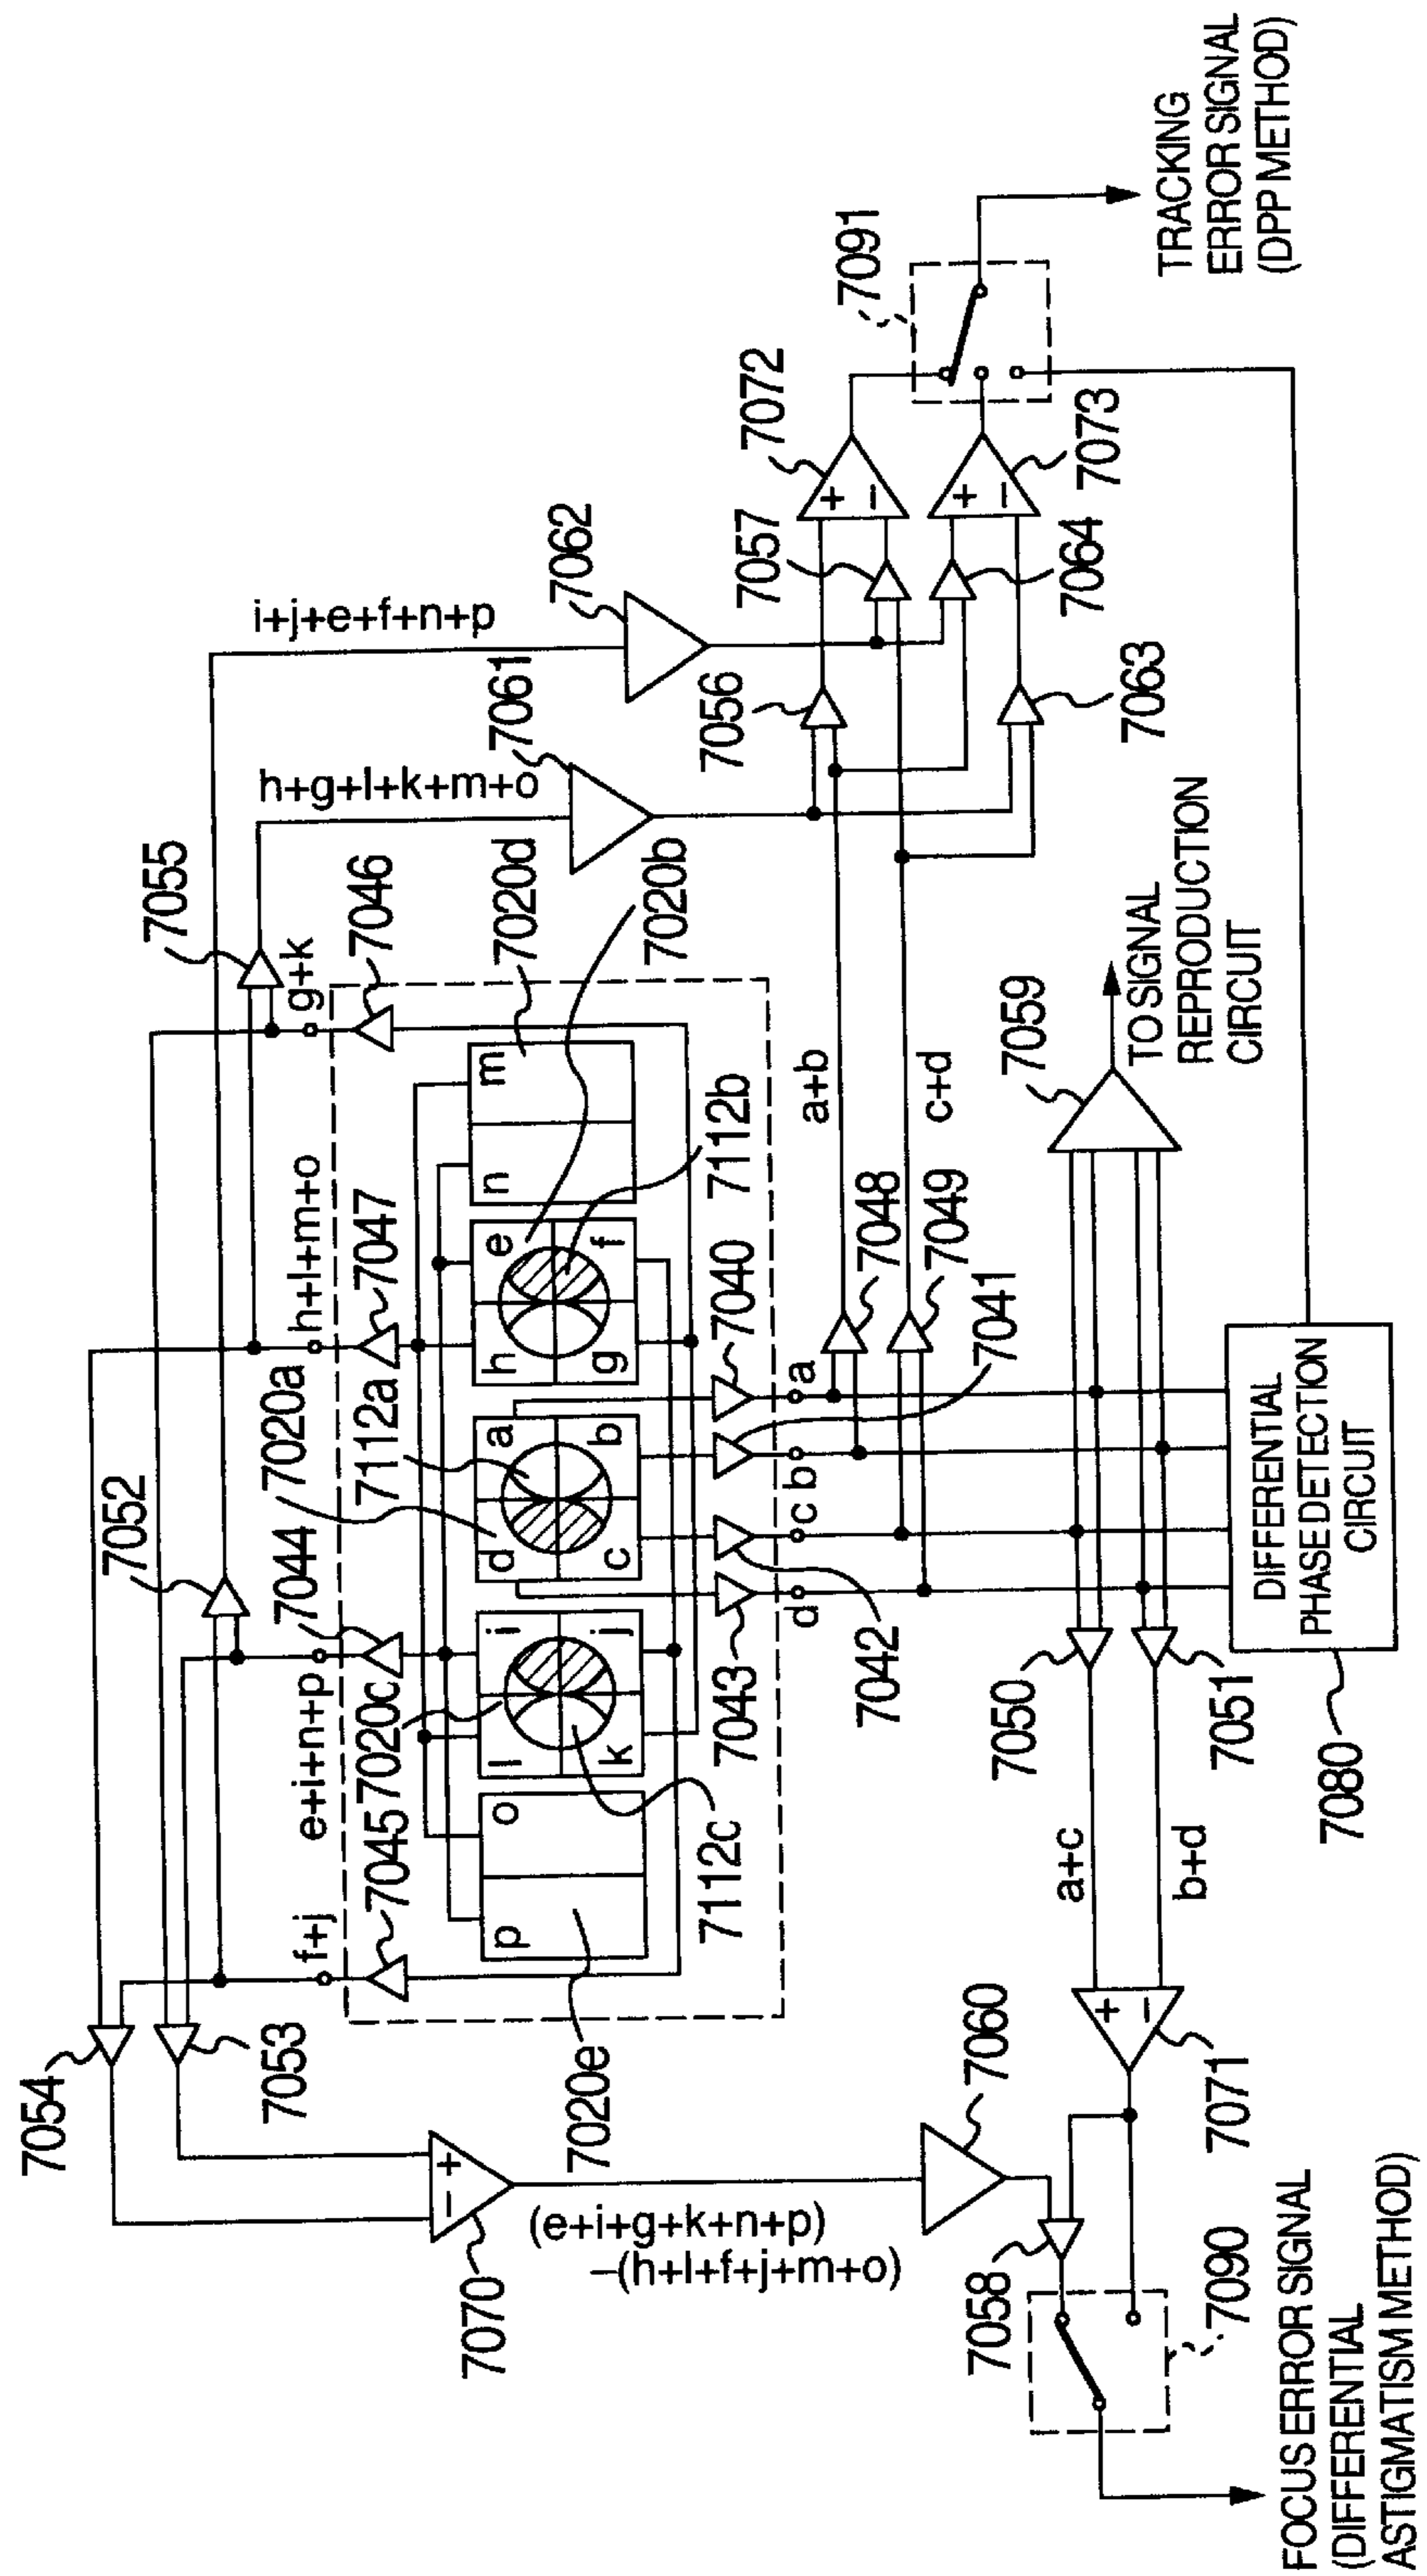 7054
7053
7052
7055
f+j
e+i+n+p
h+l+m+o
g+k
7045
7044
7047
7046
7020c
7020a
7112a
7020d
7020b
7112b
7020e
7112c
p
o
l
i
k
j
d
a
c
b
h
e
g
f
n
m
7043
7042
7041
7040
d
c
b
a
i+j+e+f+n+p
7062
h+g+l+k+m+o
7061
7048
7049
a+b
c+d
7056
7057
7063
7064
+
−
7072
+
−
7073
7091
TRACKING
ERROR SIGNAL
(DPP METHOD)
7059
TO SIGNAL
REPRODUCTION
CIRCUIT
DIFFERENTIAL
PHASE DETECTION
CIRCUIT
7080
7050
7051
a+c
b+d
+
−
7071
−
+
7070
(e+i+g+k+n+p)
−(h+l+f+j+m+o)
7060
7058
7090
FOCUS ERROR SIGNAL
(DIFFERENTIAL
ASTIGMATISM METHOD)